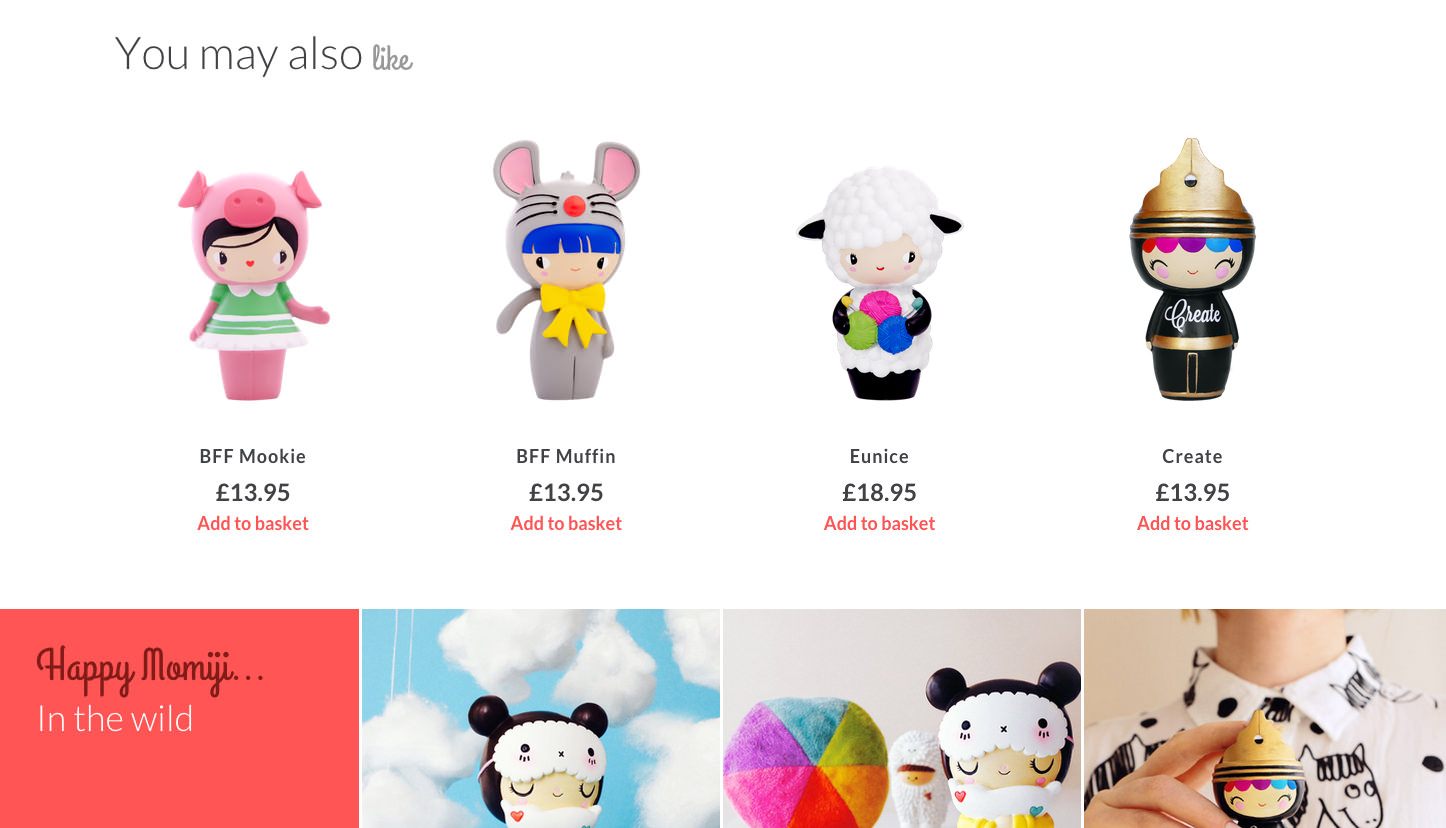 You may also like
Create
BFF Mookie
£13.95
Add to basket
BFF Muffin
£13.95
Add to basket
Eunice
£18.95
Add to basket
Create
£13.95
Add to basket
Happy Momiji...
In the wild